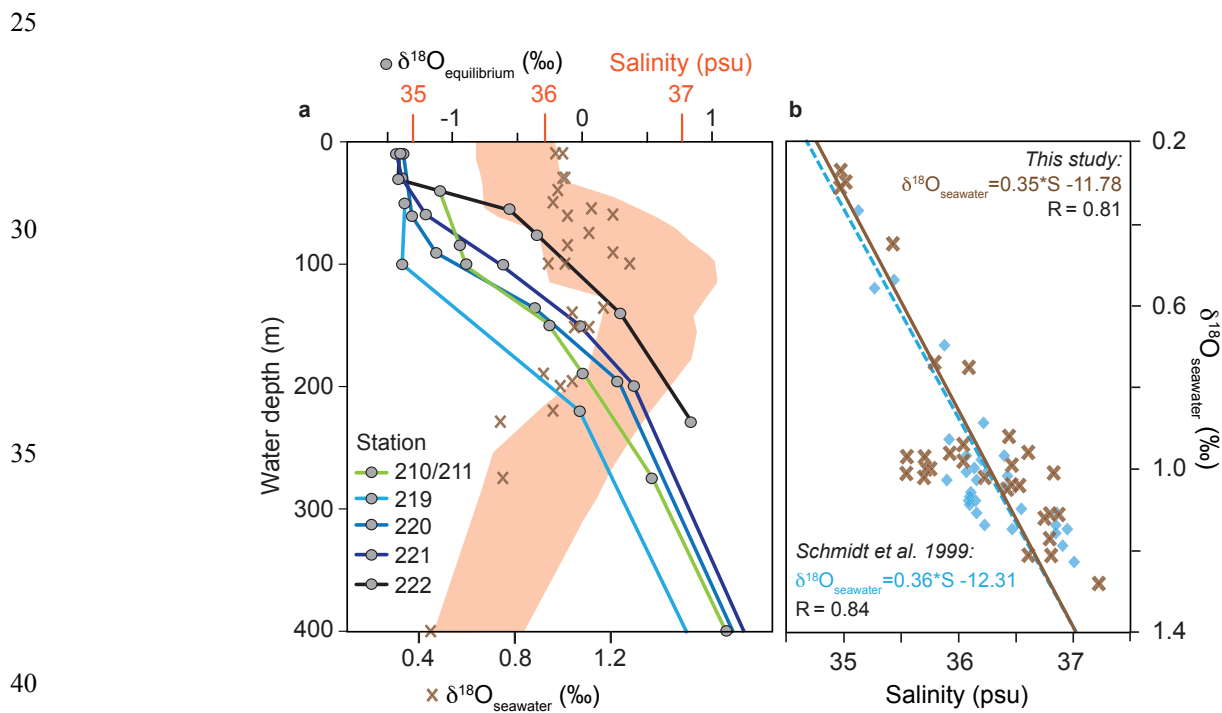 25
30
35
40
δ¹⁸Oequilibrium (‰)
Salinity (psu)
35 36 37
-1 0 1
a
0
100
200
300
400
Water depth (m)
Station
210/211
219
220
221
222
0.4 0.8 1.2
δ¹⁸Oseawater (‰)
b
This study:
δ¹⁸Oseawater=0.35*S -11.78
R = 0.81
Schmidt et al. 1999:
δ¹⁸Oseawater=0.36*S -12.31
R = 0.84
0.2
0.6
1.0
1.4
δ¹⁸Oseawater (‰)
35 36 37
Salinity (psu)